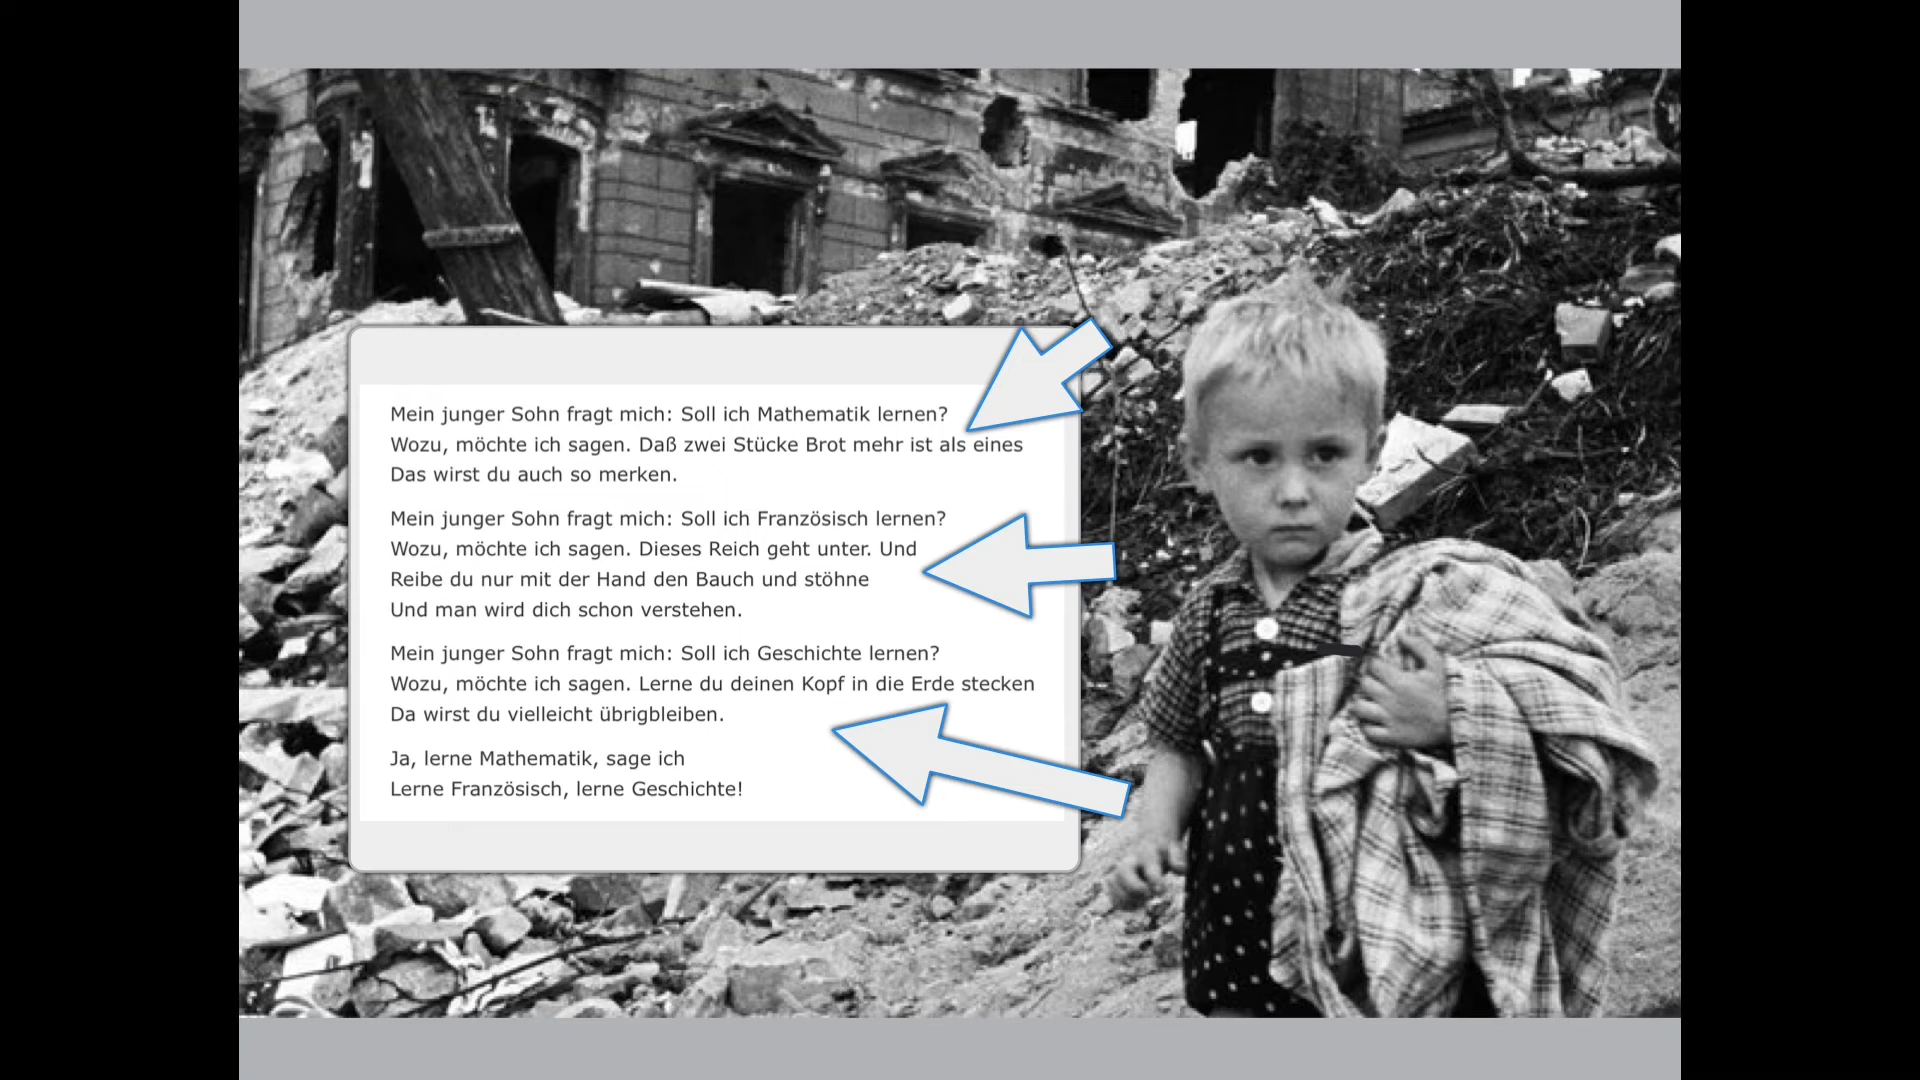 Mein junger Sohn fragt mich: Soll ich Mathematik lernen?
Wozu, möchte ich sagen. Daß zwei Stücke Brot mehr ist als eines
Das wirst du auch so merken.
Mein junger Sohn fragt mich: Soll ich Französisch lernen?
Wozu, möchte ich sagen. Dieses Reich geht unter. Und
Reibe du nur mit der Hand den Bauch und stöhne
Und man wird dich schon verstehen.
Mein junger Sohn fragt mich: Soll ich Geschichte lernen?
Wozu, möchte ich sagen. Lerne du deinen Kopf in die Erde stecken
Da wirst du vielleicht übrigbleiben.
Ja, lerne Mathematik, sage ich
Lerne Französisch, lerne Geschichte!